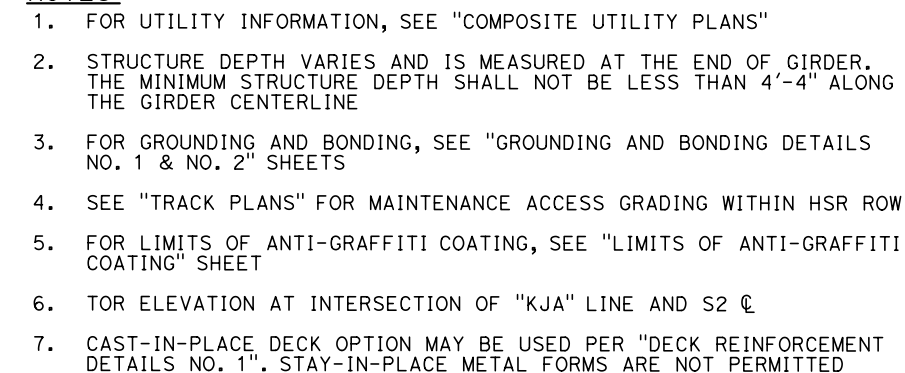 NOTES
1. FOR UTILITY INFORMATION, SEE "COMPOSITE UTILITY PLANS"
2. STRUCTURE DEPTH VARIES AND IS MEASURED AT THE END OF GIRDER.
THE MINIMUM STRUCTURE DEPTH SHALL NOT BE LESS THAN 4'-4" ALONG
THE GIRDER CENTERLINE
3. FOR GROUNDING AND BONDING, SEE "GROUNDING AND BONDING DETAILS
NO. 1 & NO. 2" SHEETS
4. SEE "TRACK PLANS" FOR MAINTENANCE ACCESS GRADING WITHIN HSR ROW
5. FOR LIMITS OF ANTI-GRAFFITI COATING, SEE "LIMITS OF ANTI-GRAFFITI
COATING" SHEET
6. TOR ELEVATION AT INTERSECTION OF "KJA" LINE AND S2 ℄
7. CAST-IN-PLACE DECK OPTION MAY BE USED PER "DECK REINFORCEMENT
DETAILS NO. 1". STAY-IN-PLACE METAL FORMS ARE NOT PERMITTED